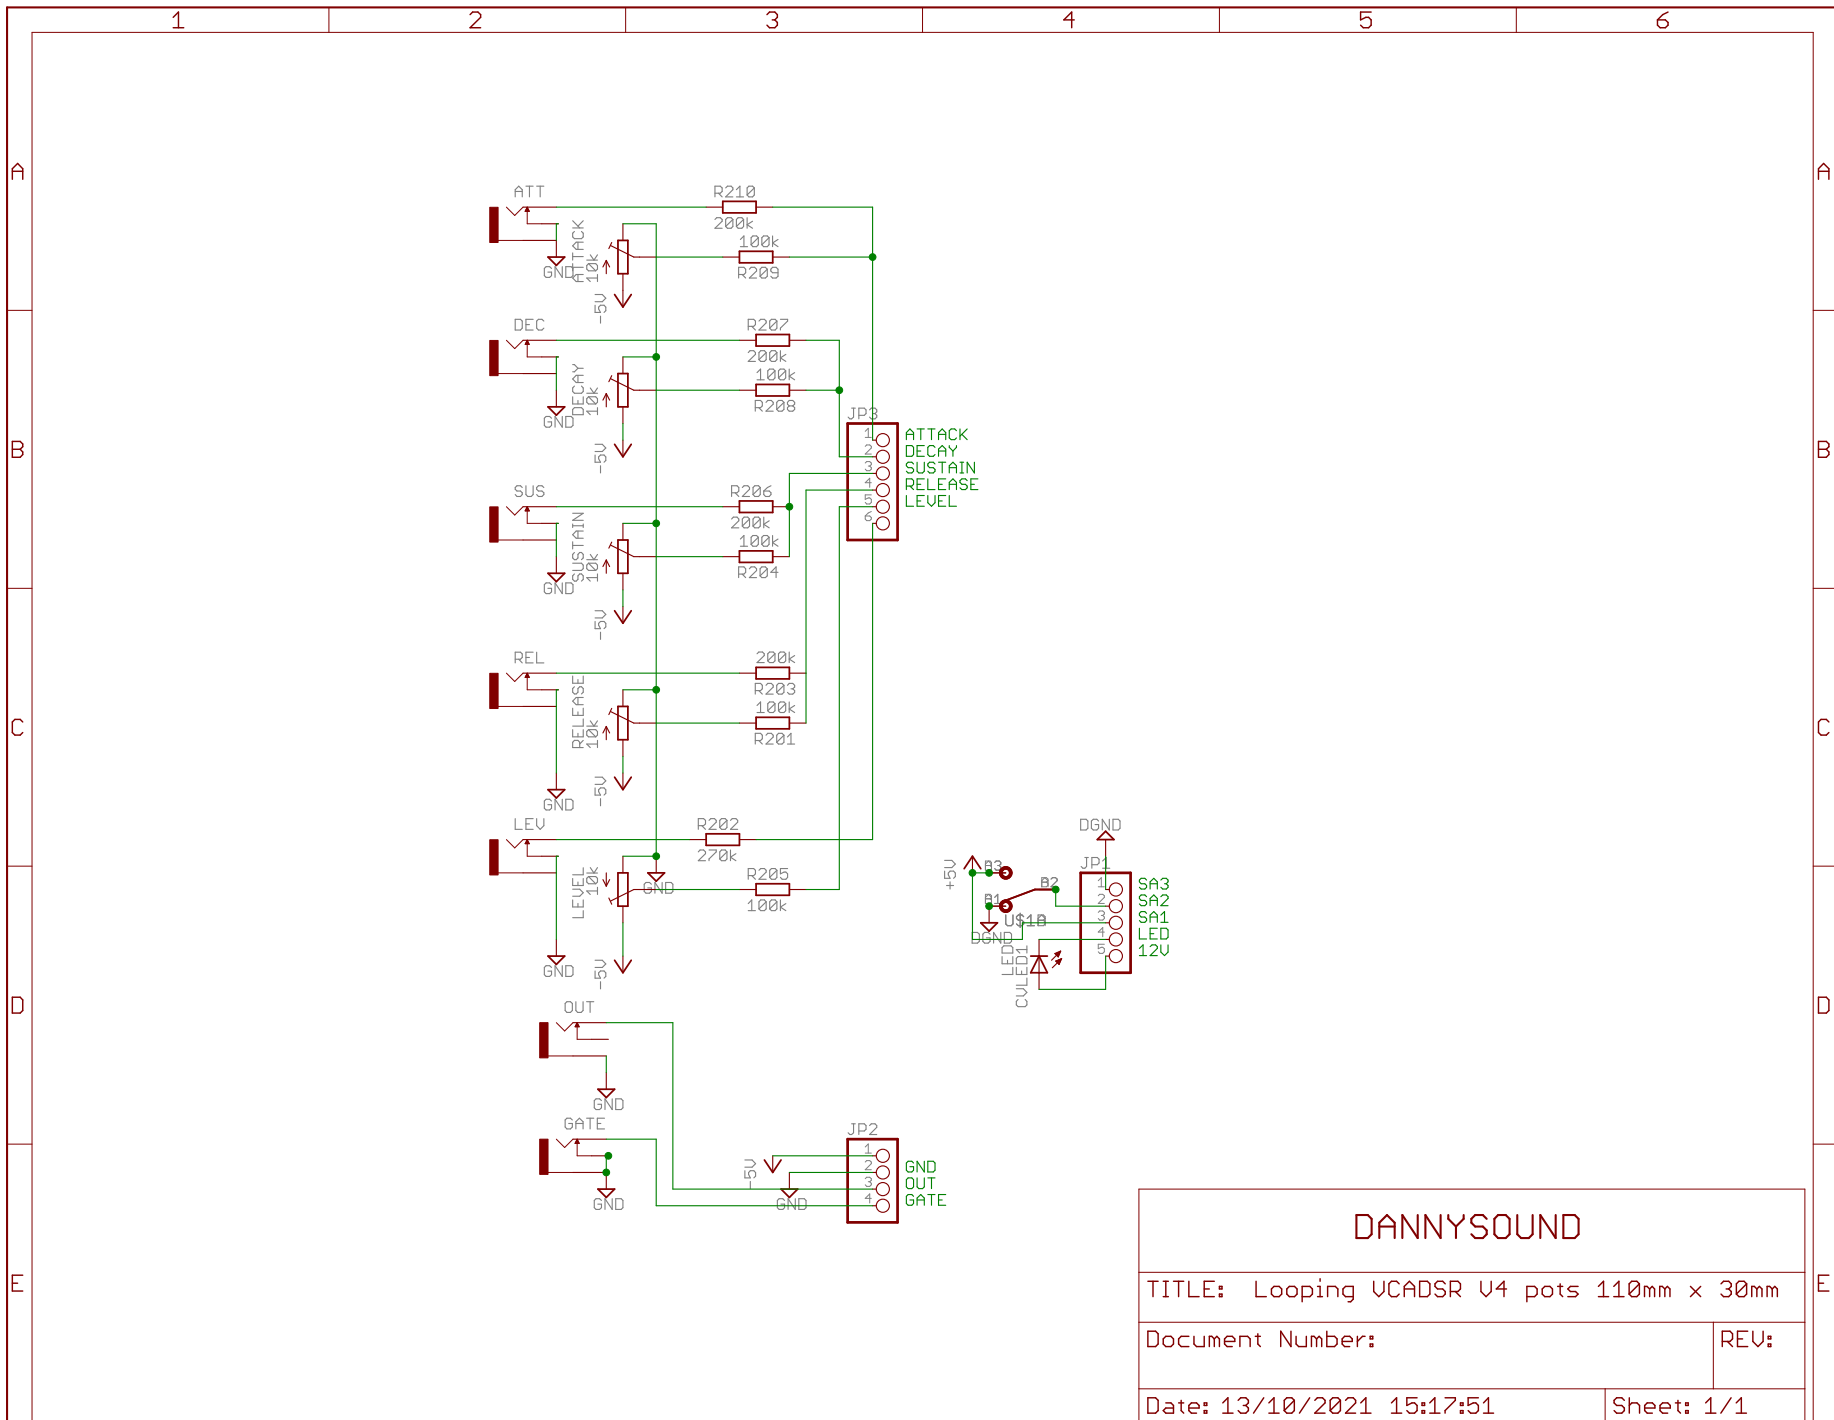 1 2 3 4 5 6
A A
ATT
R210
200k
ATTACK
10k
100k
R209
GND
-5V
DEC
R207
200k
DECAY
10k
100k
R208
GND
-5V
B B
JP3
1 ATTACK
2 DECAY
3 SUSTAIN
4 RELEASE
5 LEVEL
6
SUS
R206
200k
SUSTAIN
10k
100k
R204
GND
-5V
REL
200k
R203
RELEASE
10k
100k
R201
C C
GND
-5V
LEV
R202
270k
LEVEL
10k
GND
R205
100k
GND
-5V
DGND
+5V
JP1
1 SA3
2 SA2
3 SA1
4 LED
5 12V
B2
U$1B
DGND
LED
CVLED1
D D
OUT
GND
GATE
GND
JP2
-5V
1
2 GND
3 OUT
4 GATE
GND
E E
DANNYSOUND
TITLE: Looping VCADSR V4 pots 110mm x 30mm
Document Number:
REV:
Date: 13/10/2021 15:17:51
Sheet: 1/1